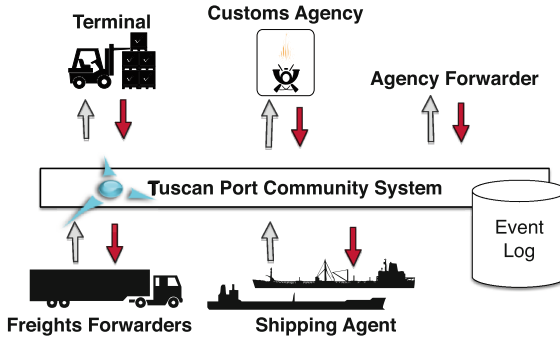 Customs Agency
Terminal
Agency Forwarder
Tuscan Port Community System
Event
Log
Freights Forwarders
Shipping Agent